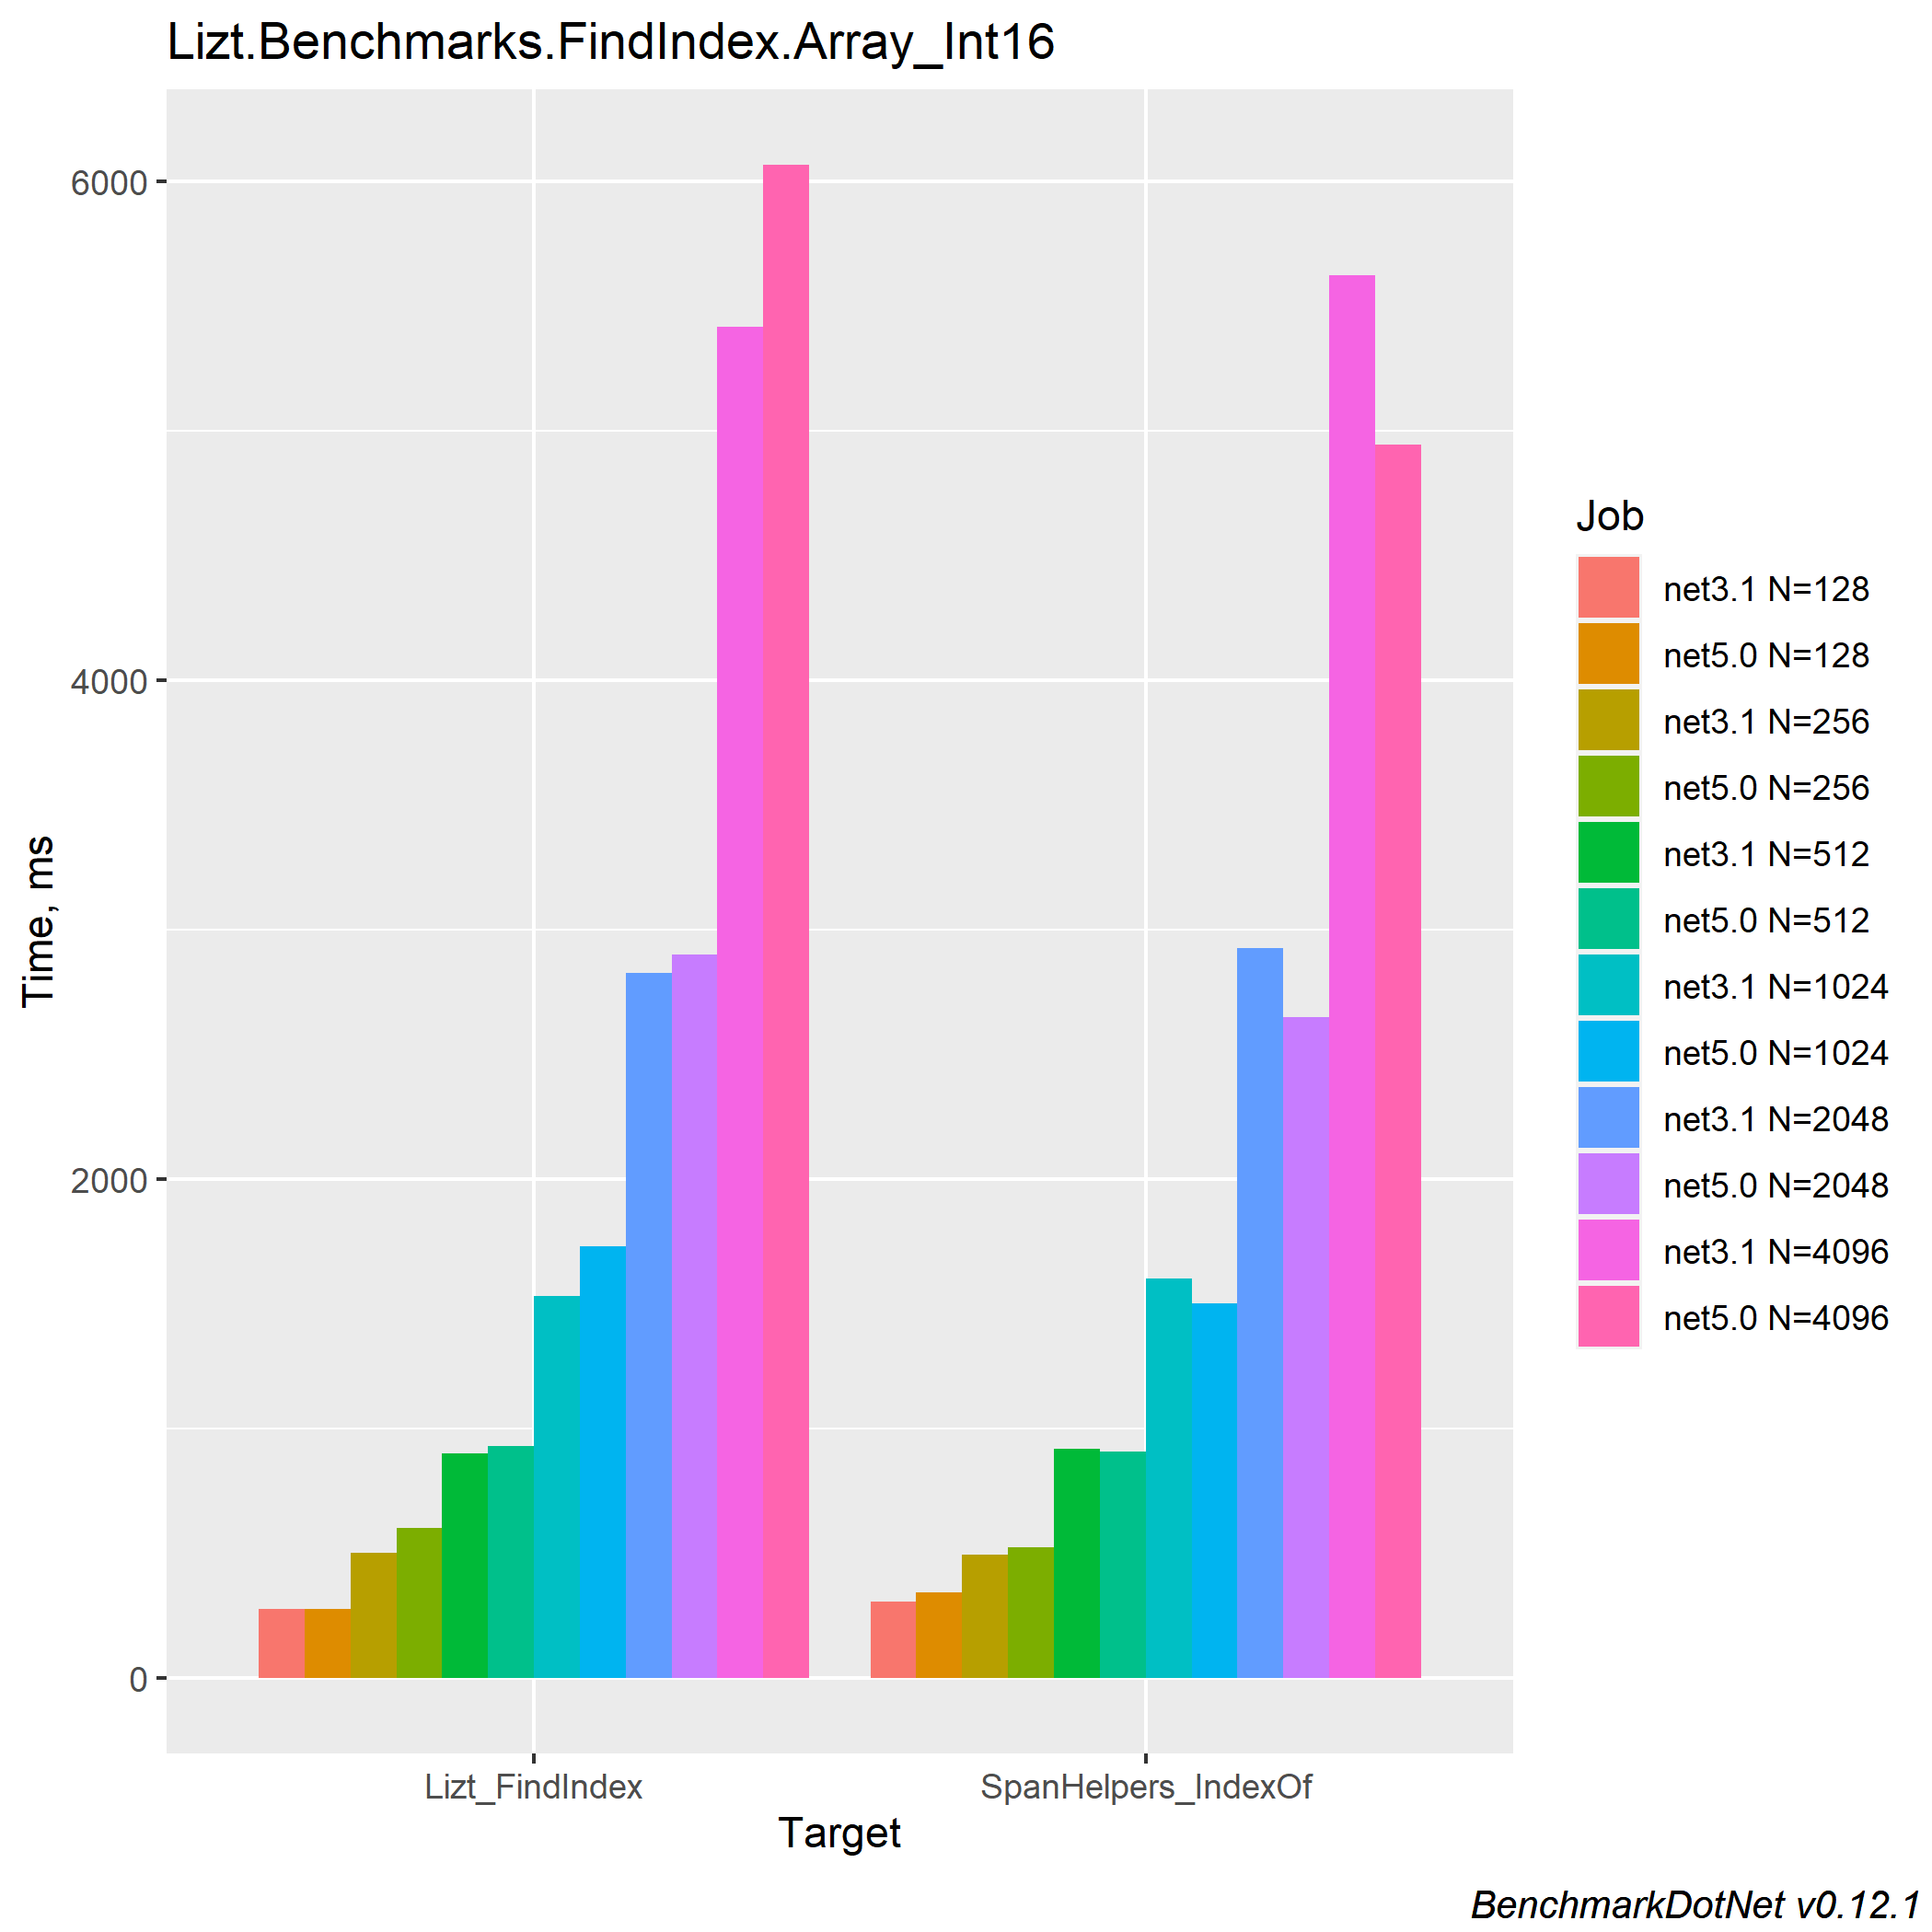 Lizt.Benchmarks.FindIndex.Array_Int16
6000
4000
2000
0
Time, ms
Lizt_FindIndex
SpanHelpers_IndexOf
Target
Job
net3.1 N=128
net5.0 N=128
net3.1 N=256
net5.0 N=256
net3.1 N=512
net5.0 N=512
net3.1 N=1024
net5.0 N=1024
net3.1 N=2048
net5.0 N=2048
net3.1 N=4096
net5.0 N=4096
BenchmarkDotNet v0.12.1